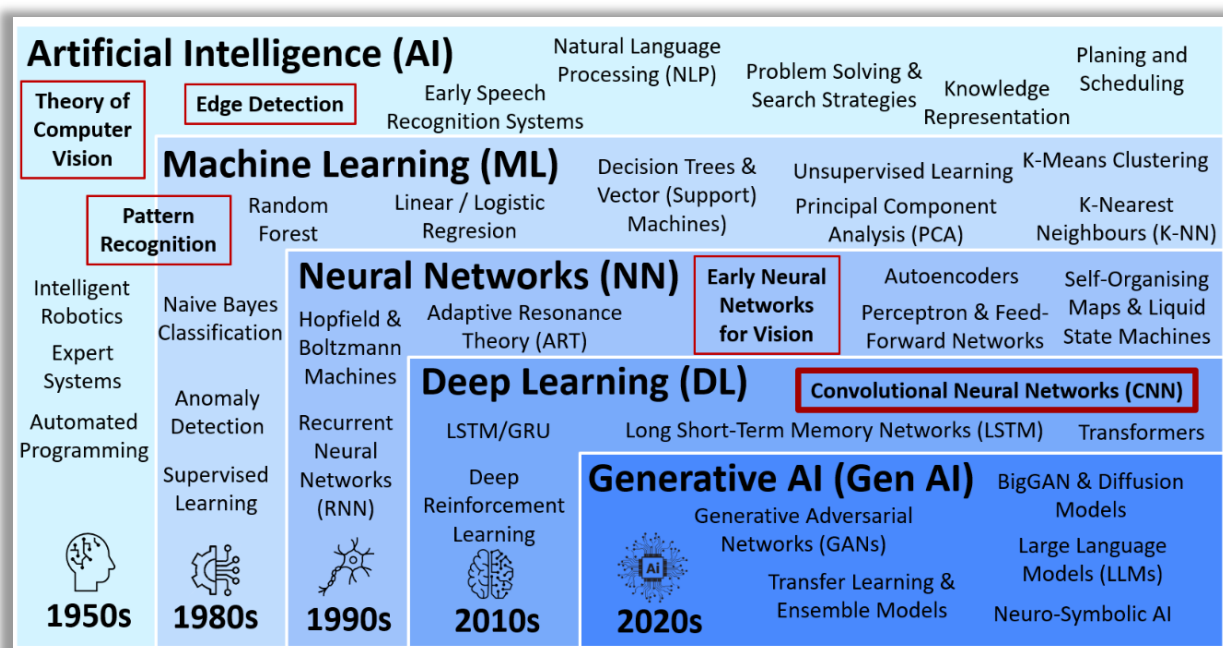 Artificial Intelligence (AI)
Natural Language
Processing (NLP)
Problem Solving &
Search Strategies
Knowledge
Representation
Planing and
Scheduling
Theory of
Computer
Vision
Edge Detection
Early Speech
Recognition Systems
Machine Learning (ML)
Decision Trees &
Vector (Support)
Machines)
Unsupervised Learning
K-Means Clustering
Pattern
Recognition
Random
Forest
Linear / Logistic
Regresion
Principal Component
Analysis (PCA)
K-Nearest
Neighbours (K-NN)
Intelligent
Robotics
Expert
Systems
Automated
Programming
Naive Bayes
Classification
Anomaly
Detection
Supervised
Learning
Neural Networks (NN)
Early Neural
Networks
for Vision
Autoencoders
Perceptron & Feed-
Forward Networks
Self-Organising
Maps & Liquid
State Machines
Hopfield &
Boltzmann
Machines
Adaptive Resonance
Theory (ART)
Recurrent
Neural
Networks
(RNN)
Deep Learning (DL)
Convolutional Neural Networks (CNN)
LSTM/GRU
Long Short-Term Memory Networks (LSTM)
Transformers
Deep
Reinforcement
Learning
Generative AI (Gen AI)
BigGAN & Diffusion
Models
Generative Adversarial
Networks (GANs)
Large Language
Models (LLMs)
Transfer Learning &
Ensemble Models
Neuro-Symbolic AI
Ai
1950s
1980s
1990s
2010s
2020s